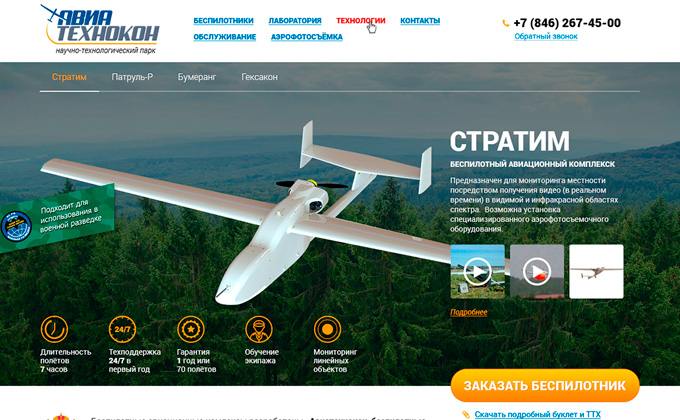 АВИА
ТЕХНОКОН
научно-технологический парк
БЕСПИЛОТНИКИ ЛАБОРАТОРИЯ ТЕХНОЛОГИИ КОНТАКТЫ
ОБСЛУЖИВАНИЕ АЭРОФОТОСЪЁМКА
+7 (846) 267-45-00
Обратный звонок
Стратим Патруль-Р Бумеранг Гексакон
СТРАТИМ
БЕСПИЛОТНЫЙ АВИАЦИОННЫЙ КОМПЛЕКСК
Предназначен для мониторинга местности
посредством получения видео (в реальном
времени) в видимой и инфракрасной областях
спектра. Возможна установка
специализированного аэрофотосъемочного
оборудования.
Подходит для
использования в
военной разведке
Подробнее
24/7
Длительность
полётов
7 часов
Техподдержка
24/7 в
первый год
Гарантия
1 год или
70 полётов
Обучение
экипажа
Мониторинг
линейных
объектов
ЗАКАЗАТЬ БЕСПИЛОТНИК
Скачать подробный буклет и ТТХ